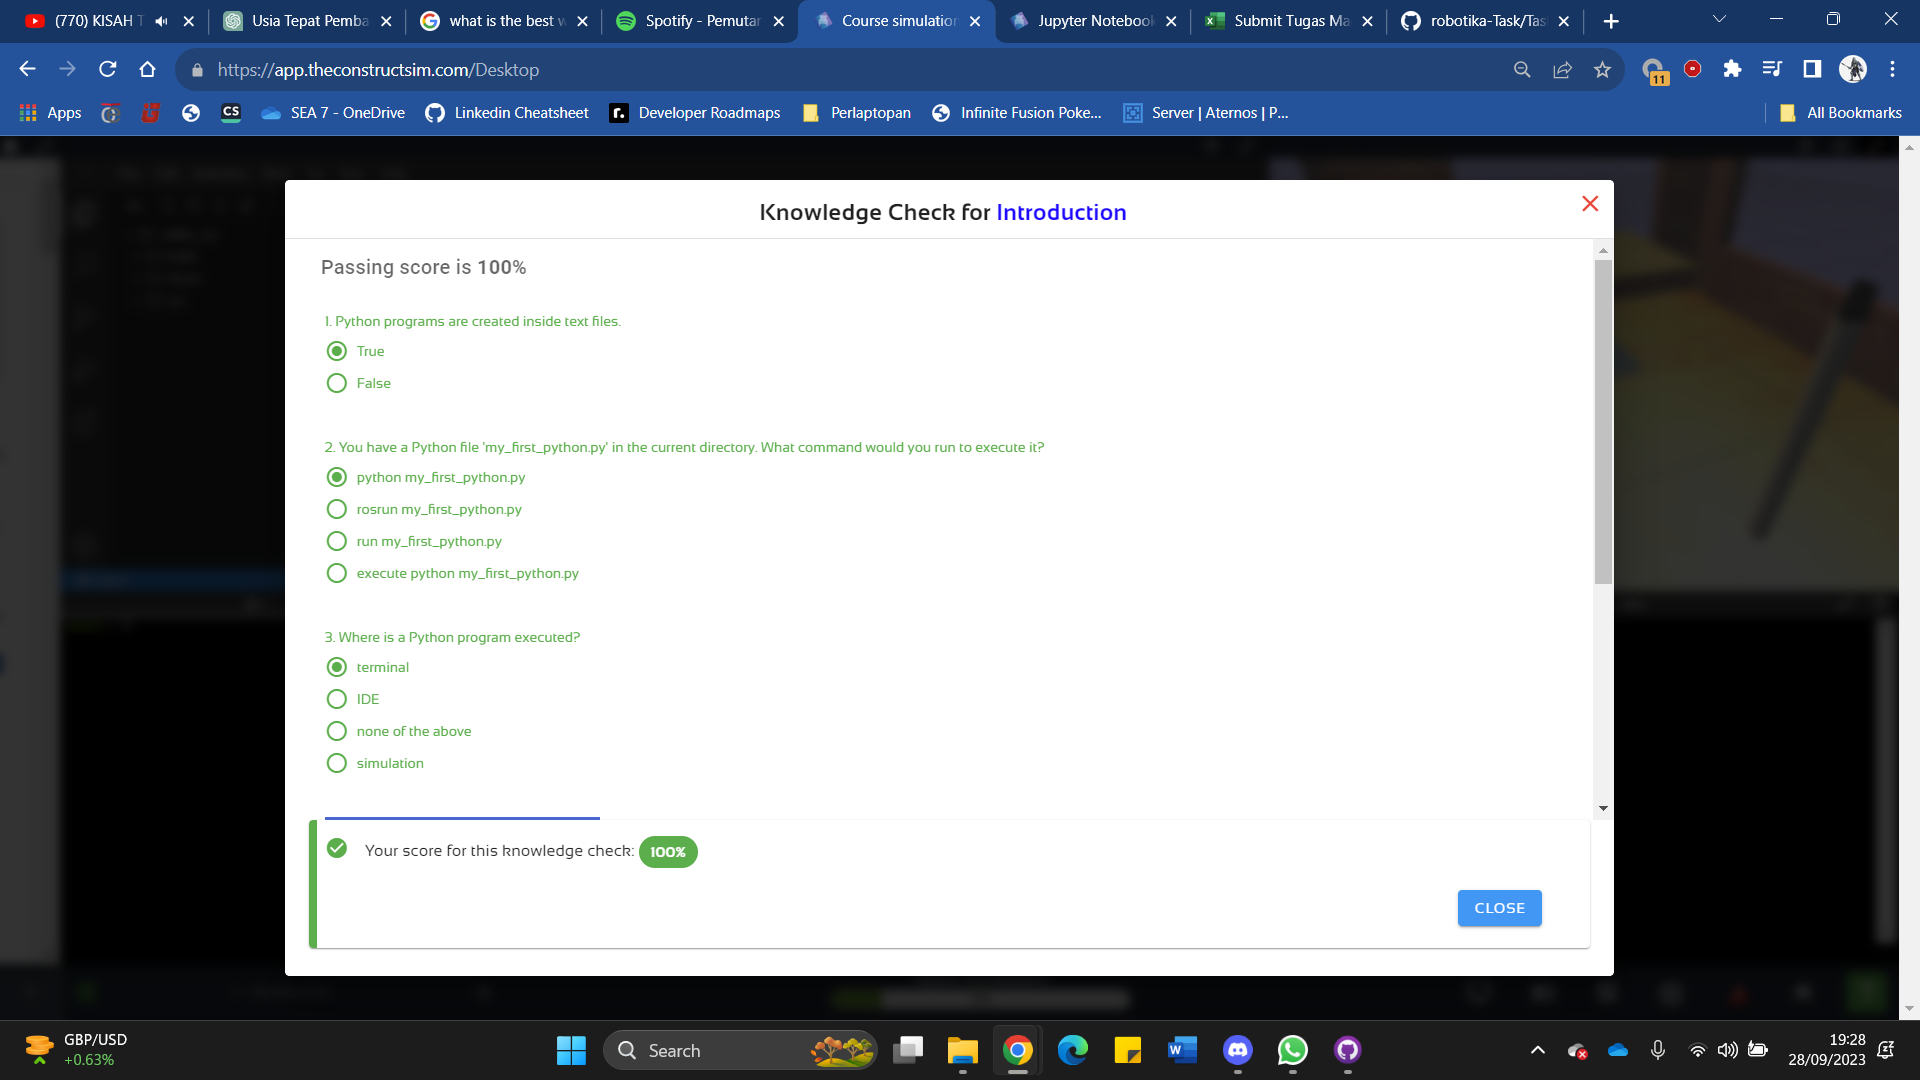 (770) KISAH T
Usia Tepat Pemba
what is the best w
Spotify - Pemutar
Course simulation
Jupyter Notebook
Submit Tugas Ma
robotika-Task/Tas
https://app.theconstructsim.com/Desktop
11
Apps
CS
SEA 7 - OneDrive
Linkedin Cheatsheet
r.
Developer Roadmaps
Perlaptopan
Infinite Fusion Poke...
Server | Aternos | P...
All Bookmarks
Knowledge Check for Introduction
Passing score is 100%
1. Python programs are created inside text files.
True
False
2. You have a Python file 'my_first_python.py' in the current directory. What command would you run to execute it?
python my_first_python.py
rosrun my_first_python.py
run my_first_python.py
execute python my_first_python.py
3. Where is a Python program executed?
terminal
IDE
none of the above
simulation
Your score for this knowledge check: 100%
CLOSE
GBP/USD
+0.63%
Search
19:28
28/09/2023